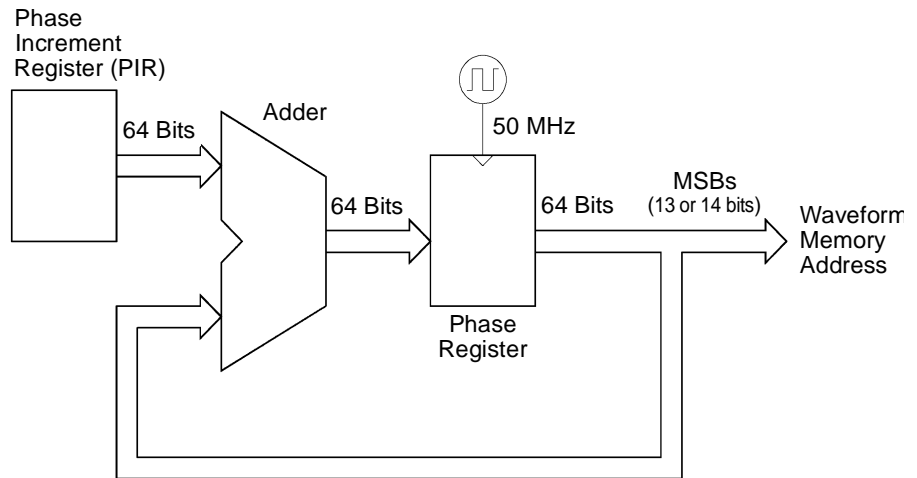 Phase
Increment
Register (PIR)
64 Bits
Adder
64 Bits
50 MHz
64 Bits
MSBs
(13 or 14 bits)
Waveform
Memory
Address
Phase
Register